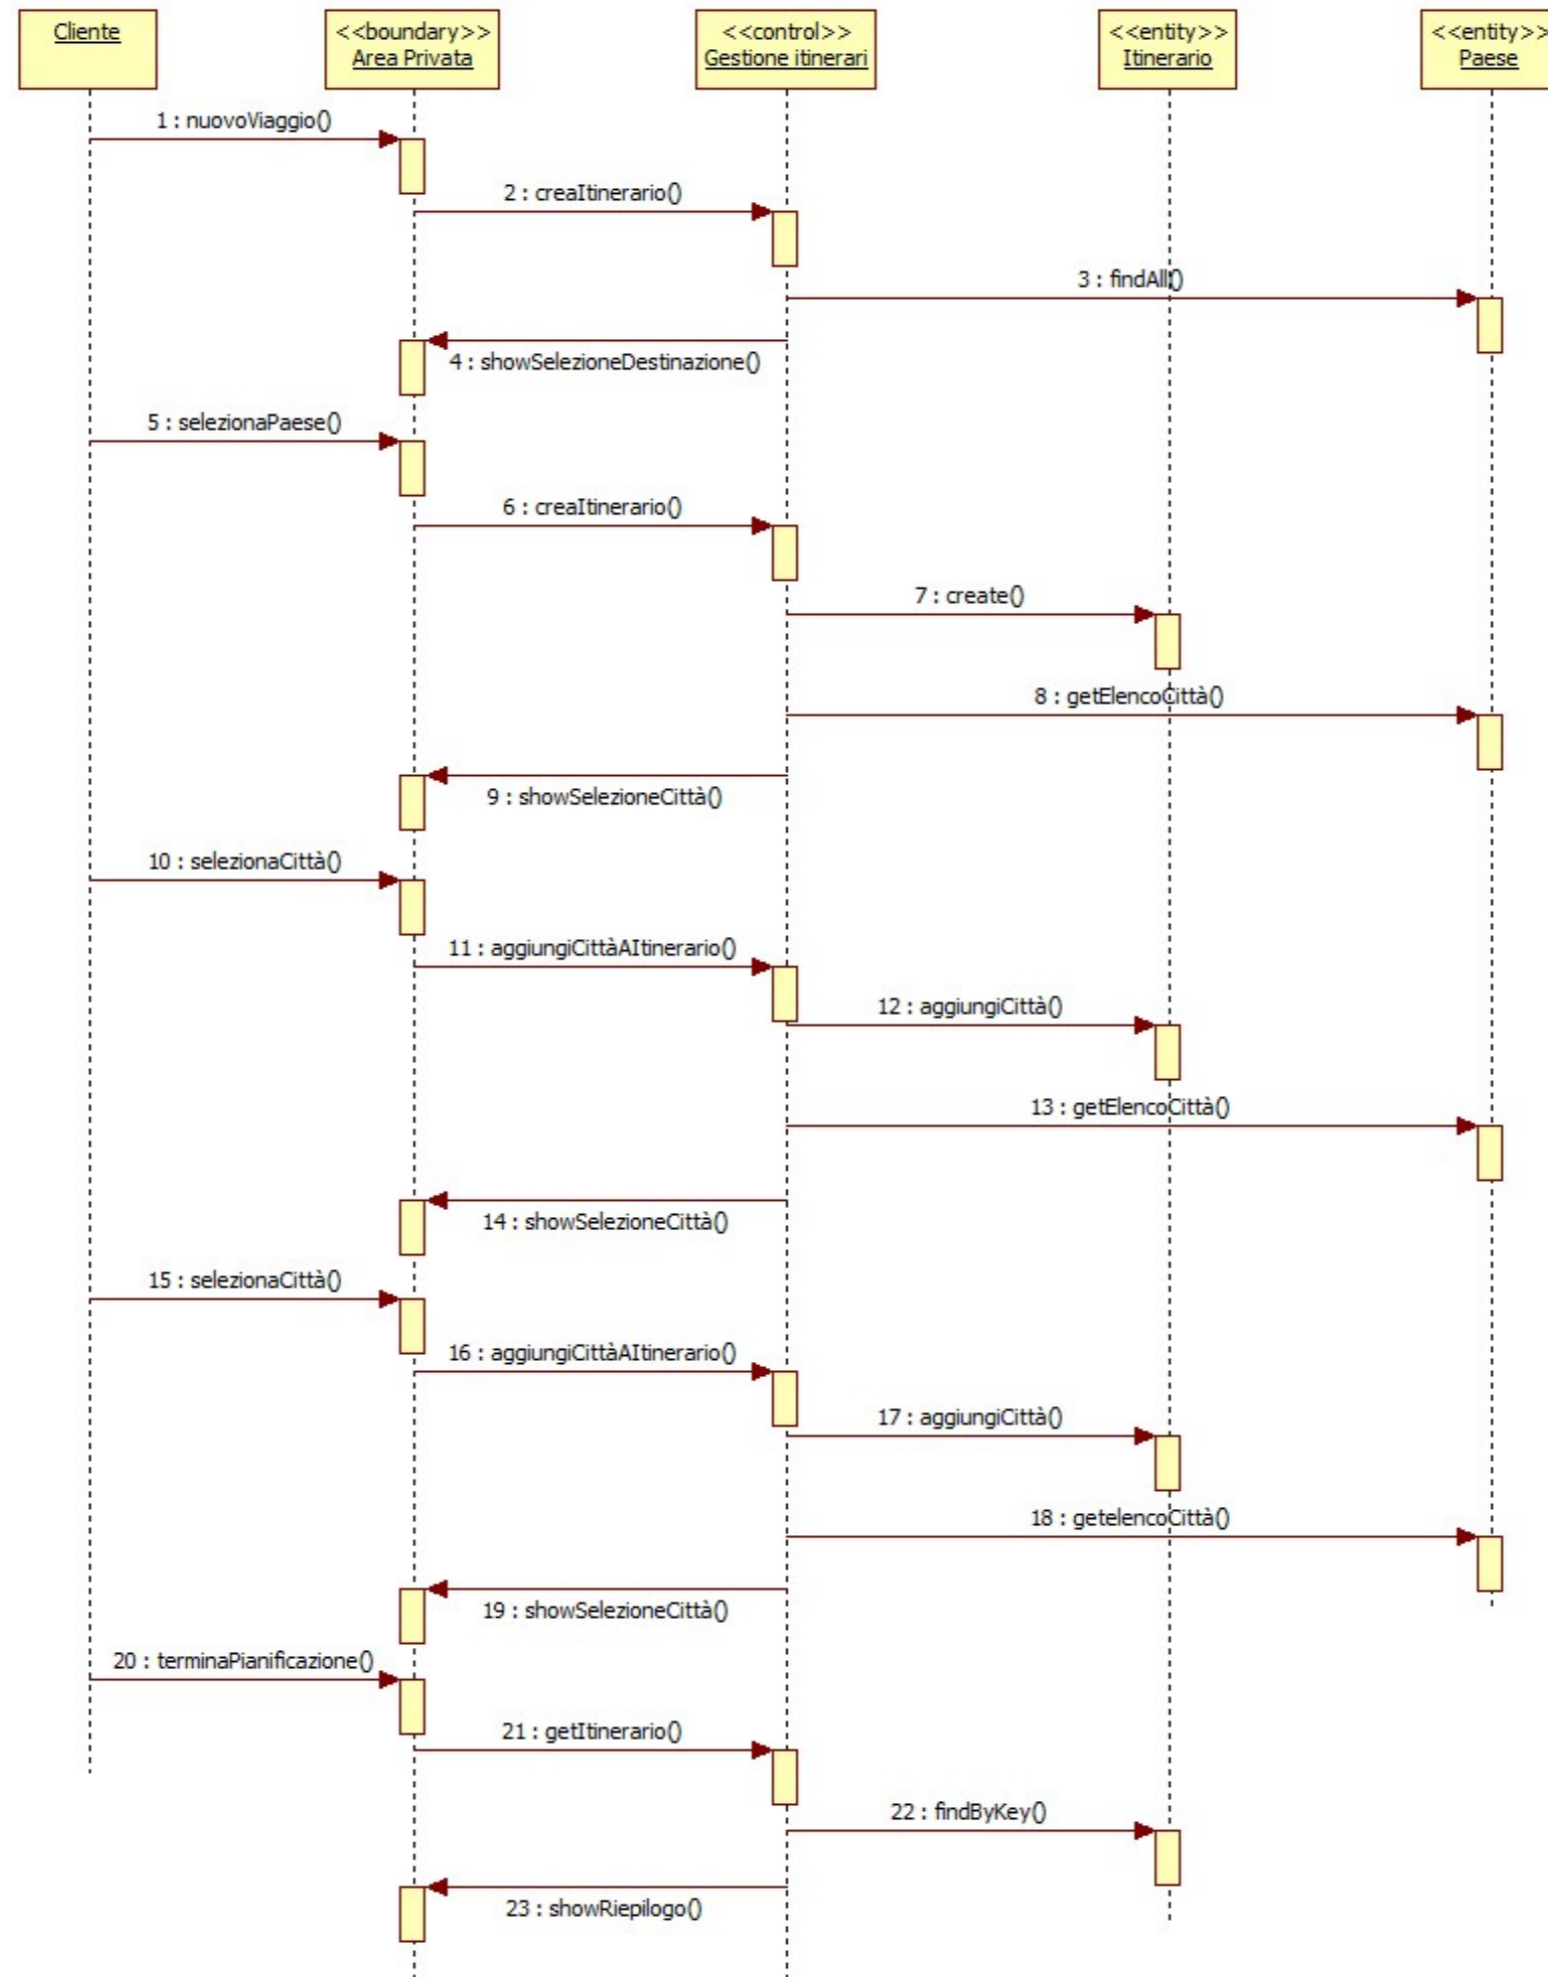 Cliente
<<boundary>>
Area Privata
<<control>>
Gestione itinerari
<<entity>>
Itinerario
<<entity>>
Paese
1 : nuovoViaggio()
2 : creaItinerario()
3 : findAll()
4 : showSelezioneDestinazione()
5 : selezionaPaese()
6 : creaItinerario()
7 : create()
8 : getElencoCittà()
9 : showSelezioneCittà()
10 : selezionaCittà()
11 : aggiungiCittàAItinerario()
12 : aggiungiCittà()
13 : getElencoCittà()
14 : showSelezioneCittà()
15 : selezionaCittà()
16 : aggiungiCittàAItinerario()
17 : aggiungiCittà()
18 : getelencoCittà()
19 : showSelezioneCittà()
20 : terminaPianificazione()
21 : getItinerario()
22 : findByKey()
23 : showRiepilogo()